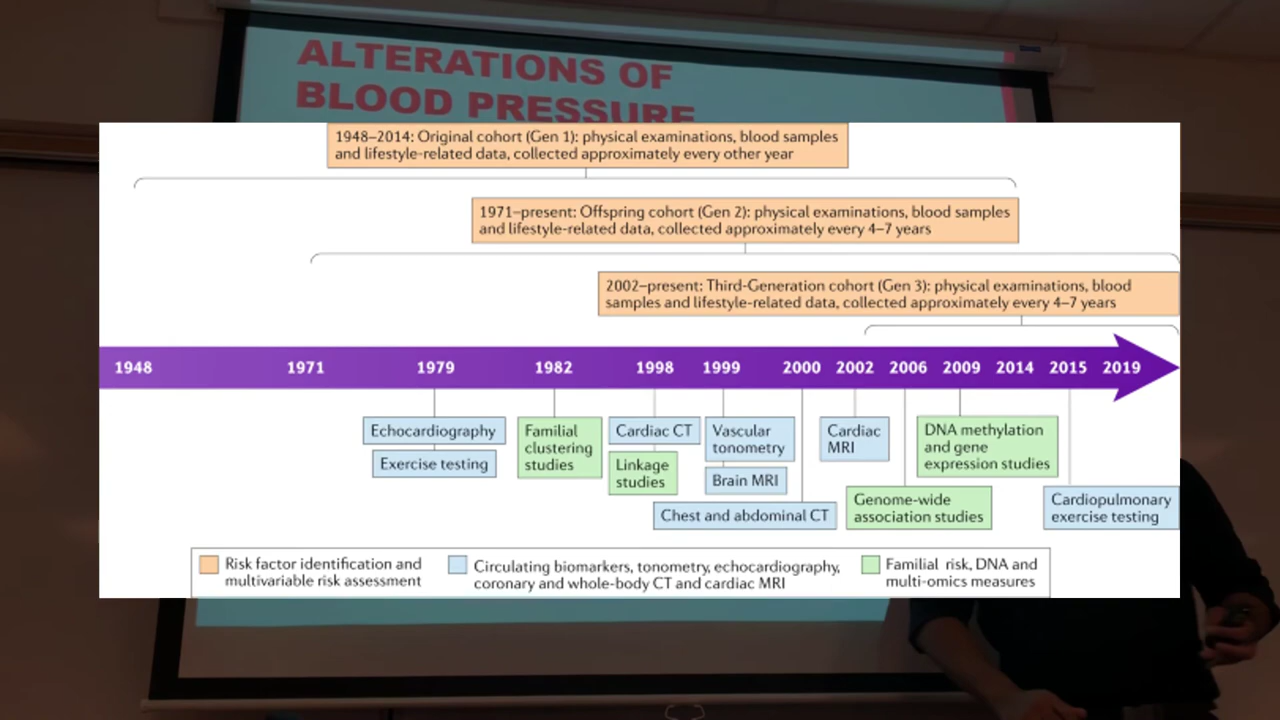 ALTERATIONS OF
BLOOD PRESSURE
1948–2014: Original cohort (Gen 1): physical examinations, blood samples
and lifestyle-related data, collected approximately every other year
1971–present: Offspring cohort (Gen 2): physical examinations, blood samples
and lifestyle-related data, collected approximately every 4–7 years
2002–present: Third-Generation cohort (Gen 3): physical examinations, blood
samples and lifestyle-related data, collected approximately every 4–7 years
1948 1971 1979 1982 1998 1999 2000 2002 2006 2009 2014 2015 2019
Echocardiography
Exercise testing
Familial
clustering
studies
Cardiac CT
Linkage
studies
Vascular
tonometry
Brain MRI
Chest and abdominal CT
Cardiac
MRI
Genome-wide
association studies
DNA methylation
and gene
expression studies
Cardiopulmonary
exercise testing
Risk factor identification and
multivariable risk assessment
Circulating biomarkers, tonometry, echocardiography,
coronary and whole-body CT and cardiac MRI
Familial risk, DNA and
multi-omics measures